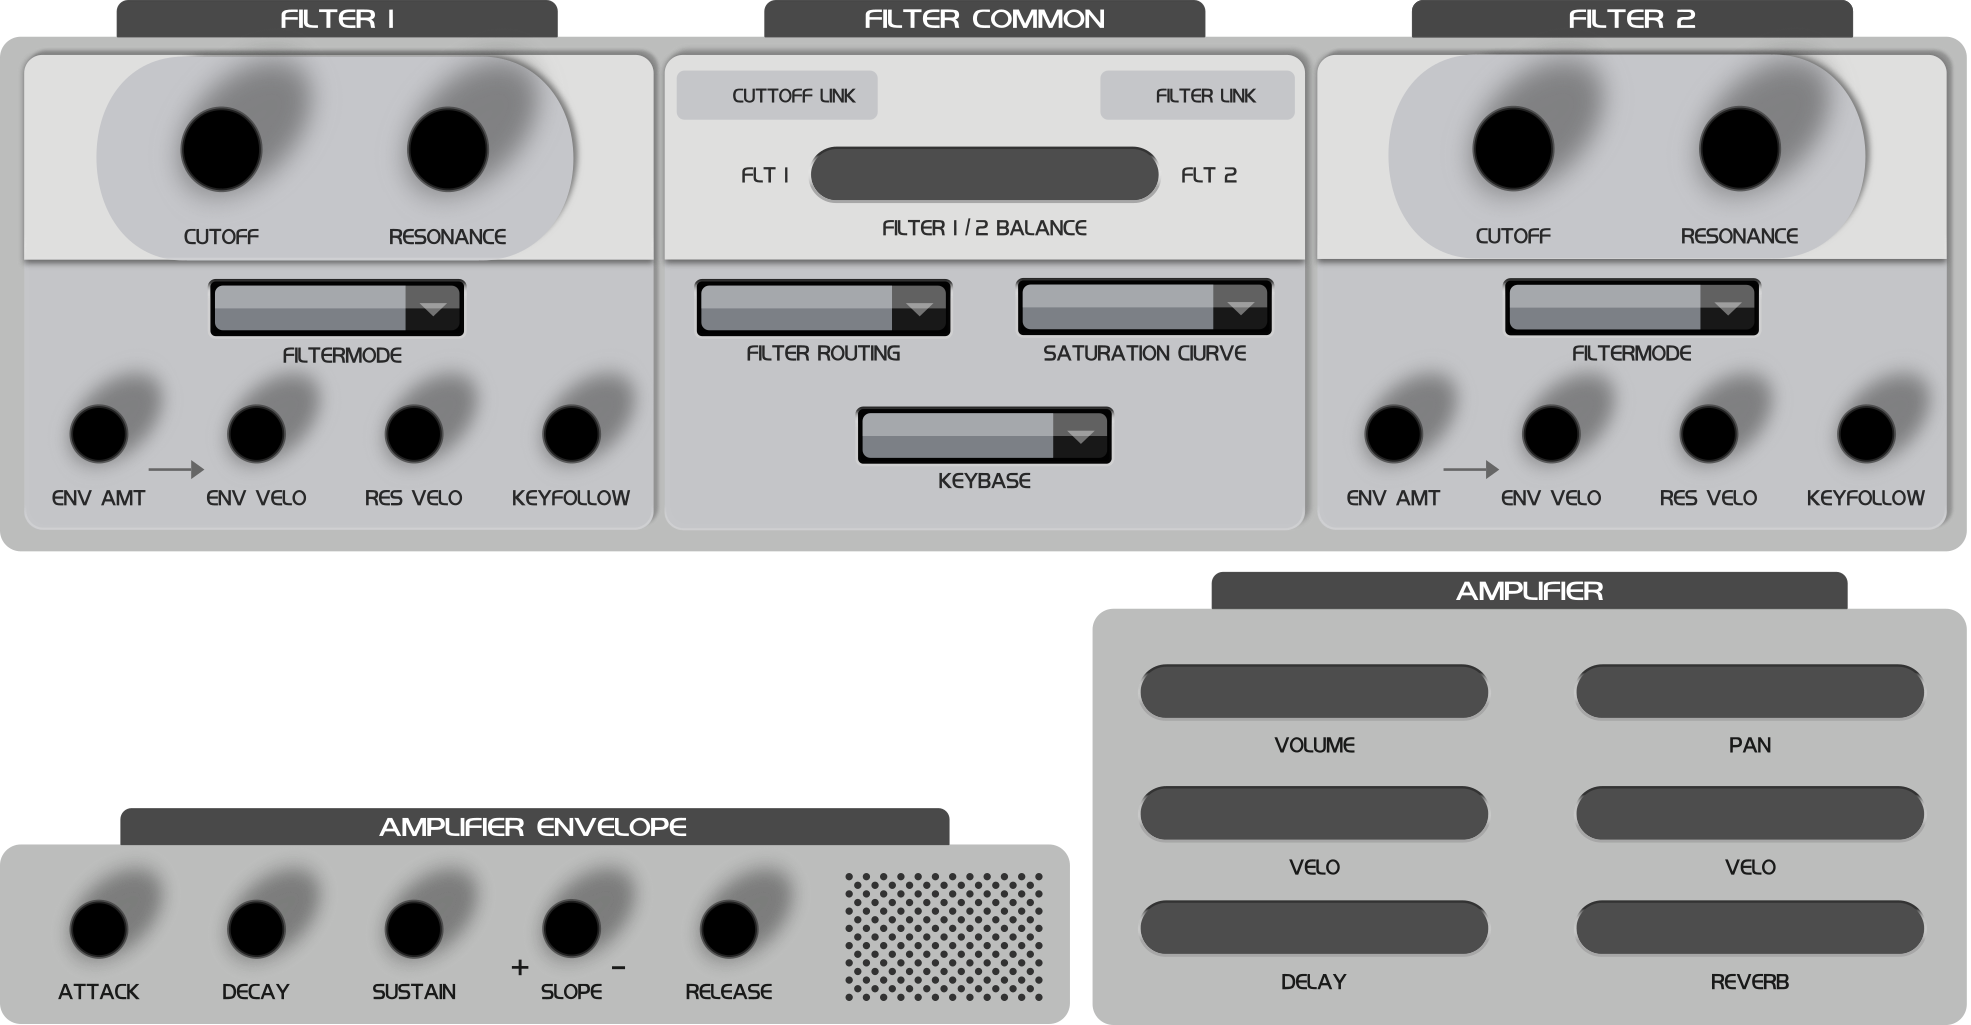 FILTER 1
FILTER COMMON
FILTER 2
CUTOFF
RESONANCE
FILTERMODE
ENV AMT
ENV VELO
RES VELO
KEYFOLLOW
CUTTOFF LINK
FILTER LINK
FLT 1
FLT 2
FILTER 1 / 2 BALANCE
FILTER ROUTING
SATURATION CIURVE
KEYBASE
CUTOFF
RESONANCE
FILTERMODE
ENV AMT
ENV VELO
RES VELO
KEYFOLLOW
AMPLIFIER
VOLUME
PAN
VELO
VELO
DELAY
REVERB
AMPLIFIER ENVELOPE
ATTACK
DECAY
SUSTAIN
+ -
SLOPE
RELEASE